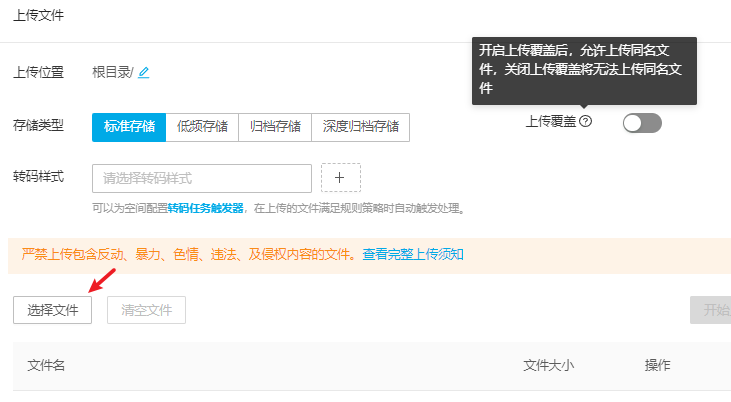 上传文件
开启上传覆盖后，允许上传同名文
件，关闭上传覆盖将无法上传同名文
件
上传位置 根目录/
存储类型 标准存储 低频存储 归档存储 深度归档存储 上传覆盖 ?
转码样式 请选择转码样式 +
可以为空间配置转码任务触发器，在上传的文件满足规则策略时自动触发处理。
严禁上传包含反动、暴力、色情、违法、及侵权内容的文件。查看完整上传须知
选择文件 清空文件 开始
文件名 文件大小 操作